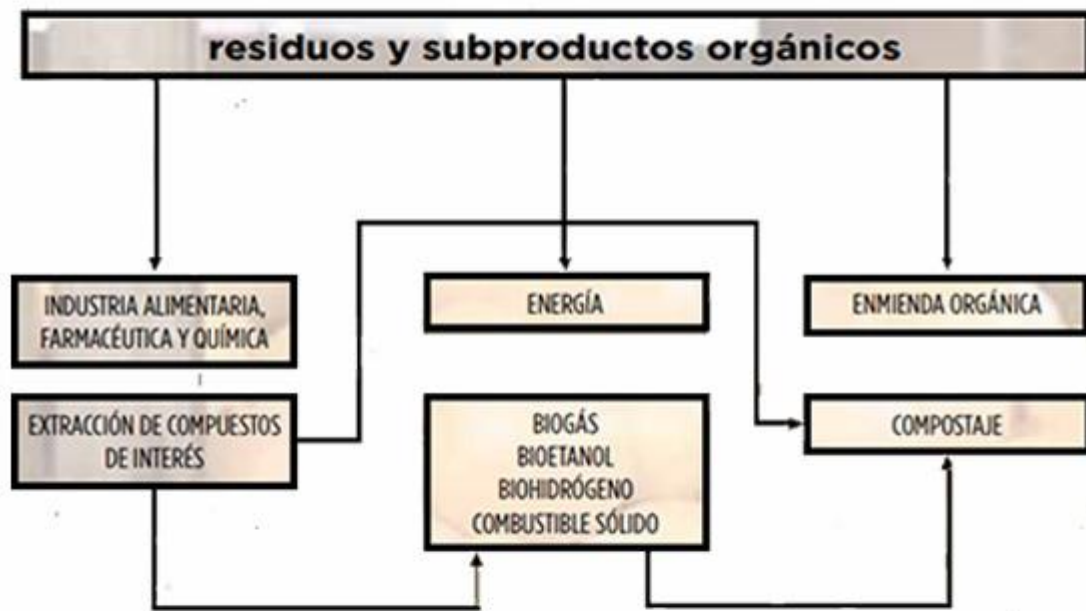 residuos y subproductos orgánicos
INDUSTRIA ALIMENTARIA,
FARMACÉUTICA Y QUÍMICA
ENERGÍA
ENMIENDA ORGÁNICA
EXTRACCIÓN DE COMPUESTOS
DE INTERÉS
BIOGÁS
BIOETANOL
BIOHIDRÓGENO
COMBUSTIBLE SÓLIDO
COMPOSTAJE